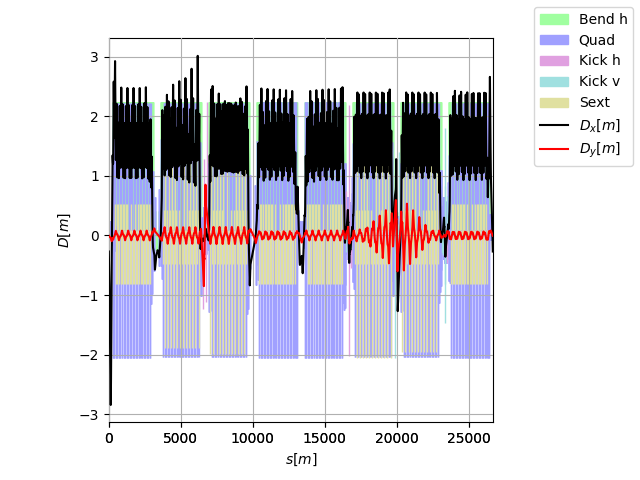 Bend h
Quad
Kick h
Kick v
Sext
D_x[m]
D_y[m]
3
2
1
0
−1
−2
−3
D[m]
0 5000 10000 15000 20000 25000
s[m]